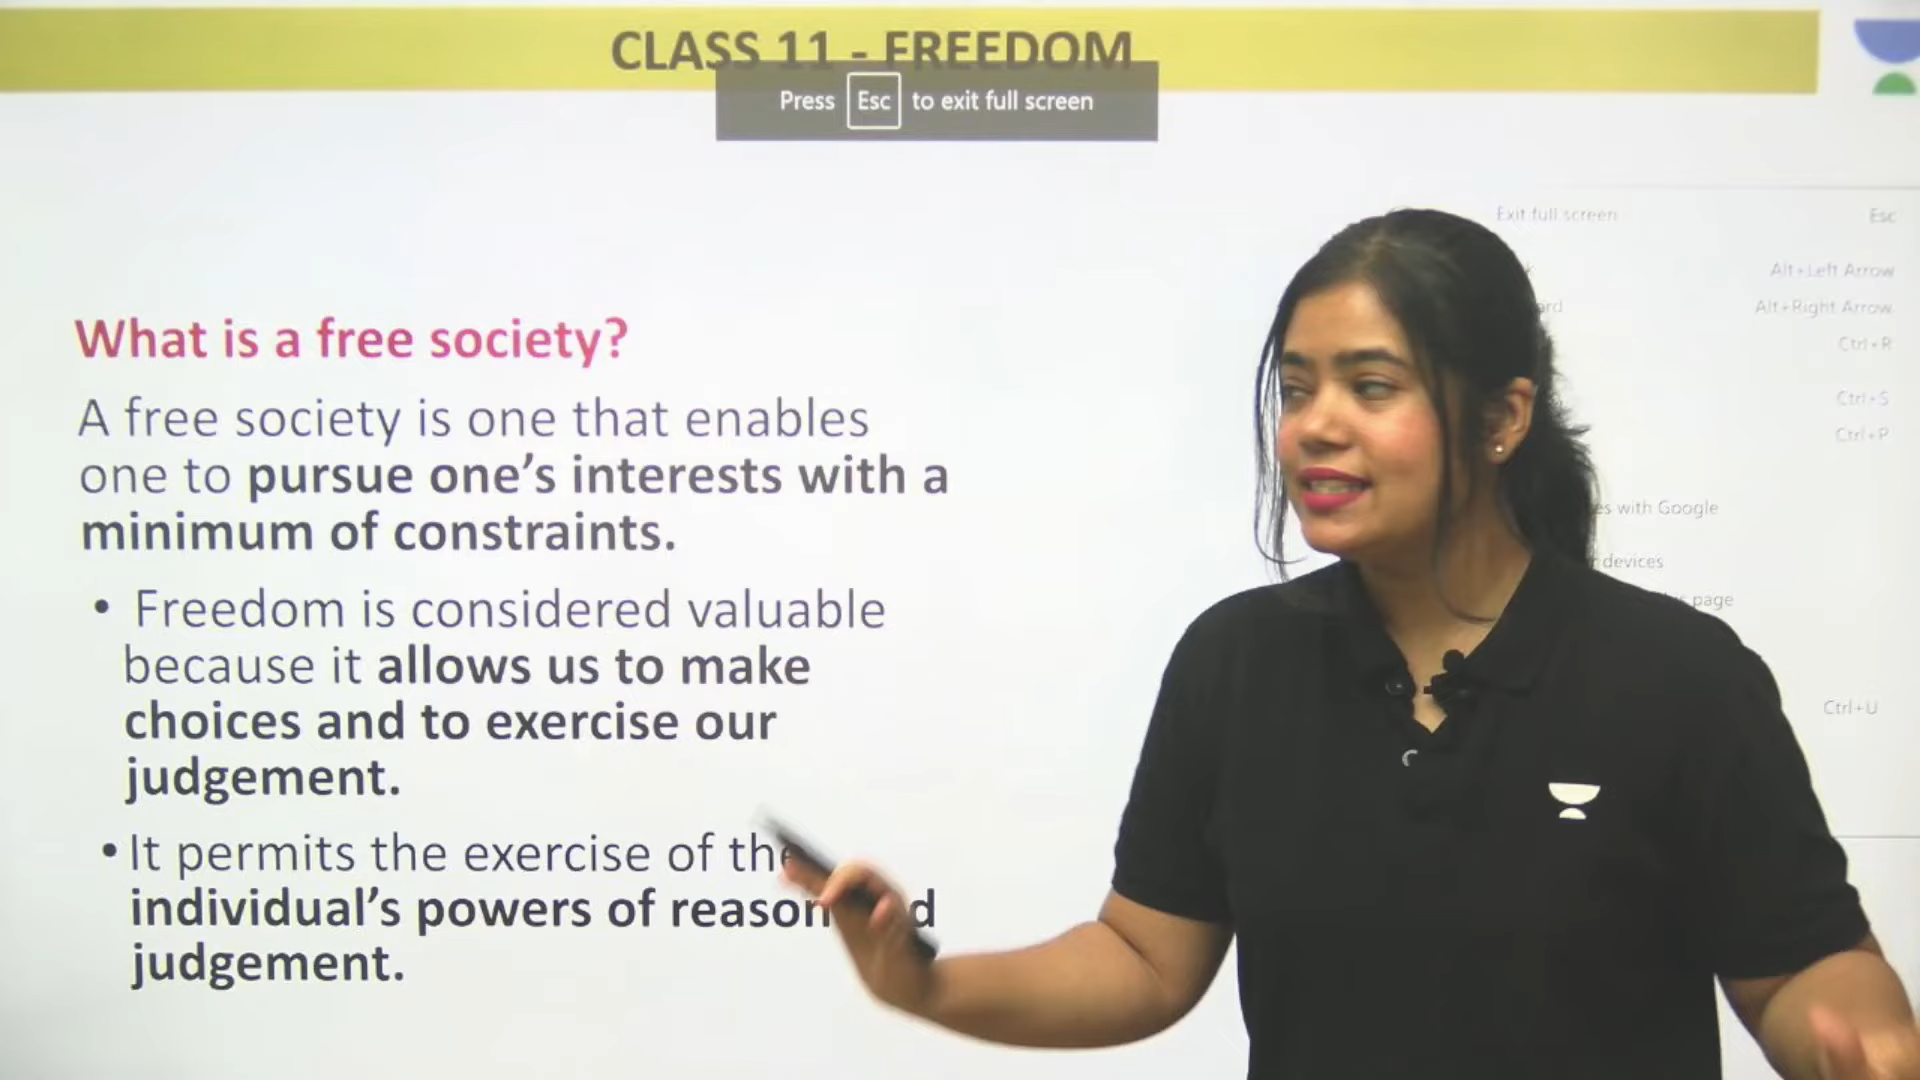 CLASS 11 - FREEDOM
Press Esc to exit full screen
Exit full screen Esc
Alt+Left Arrow
Alt+Right Arrow
Ctrl+R
What is a free society?
Ctrl+S
A free society is one that enables
Ctrl+P
one to pursue one's interests with a
with Google
minimum of constraints.
devices
Freedom is considered valuable
page
because it allows us to make
choices and to exercise our
Ctrl+U
judgement.
• It permits the exercise of the
individual's powers of reason
judgement.